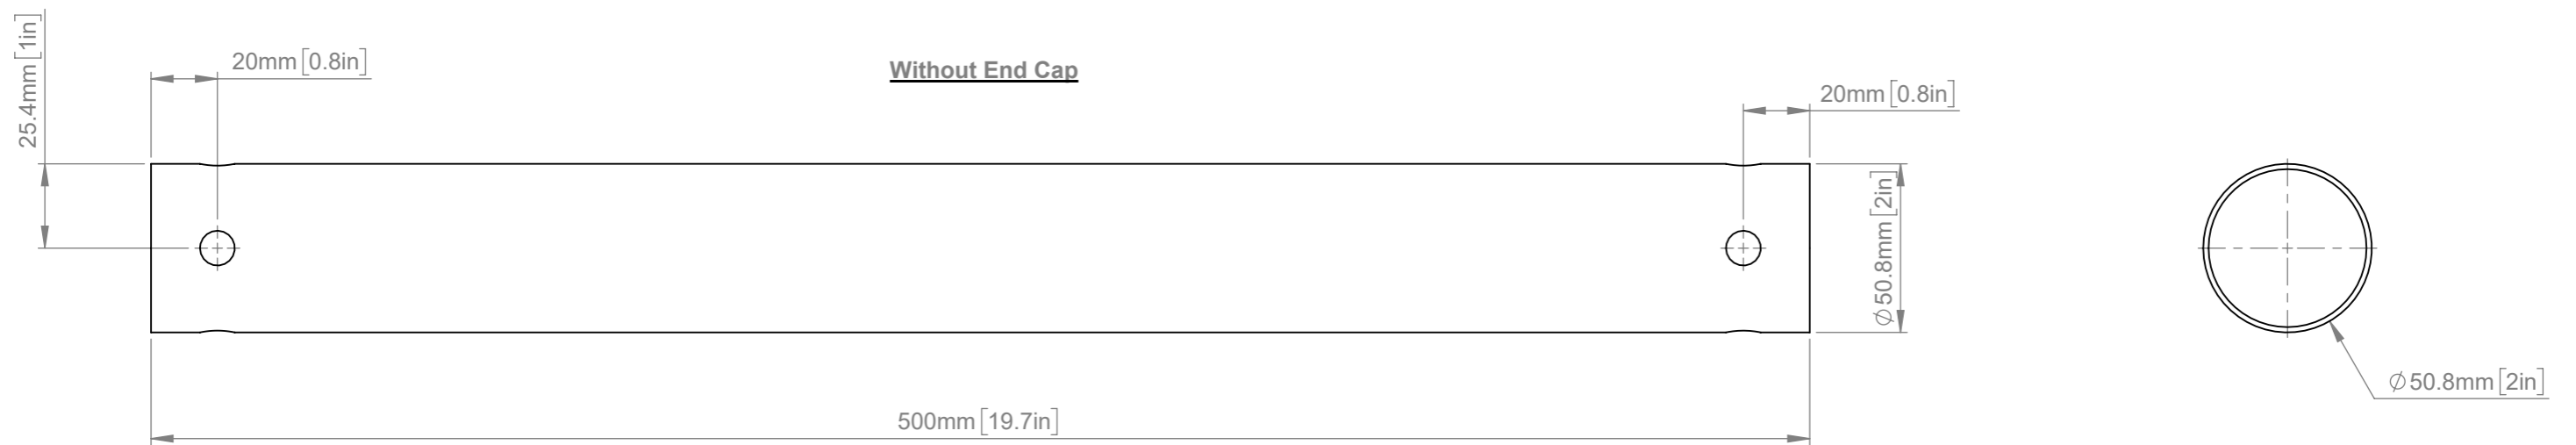 25.4mm[1in]
20mm[0.8in]
Without End Cap
20mm[0.8in]
∅50.8mm[2in]
∅50.8mm[2in]
500mm[19.7in]